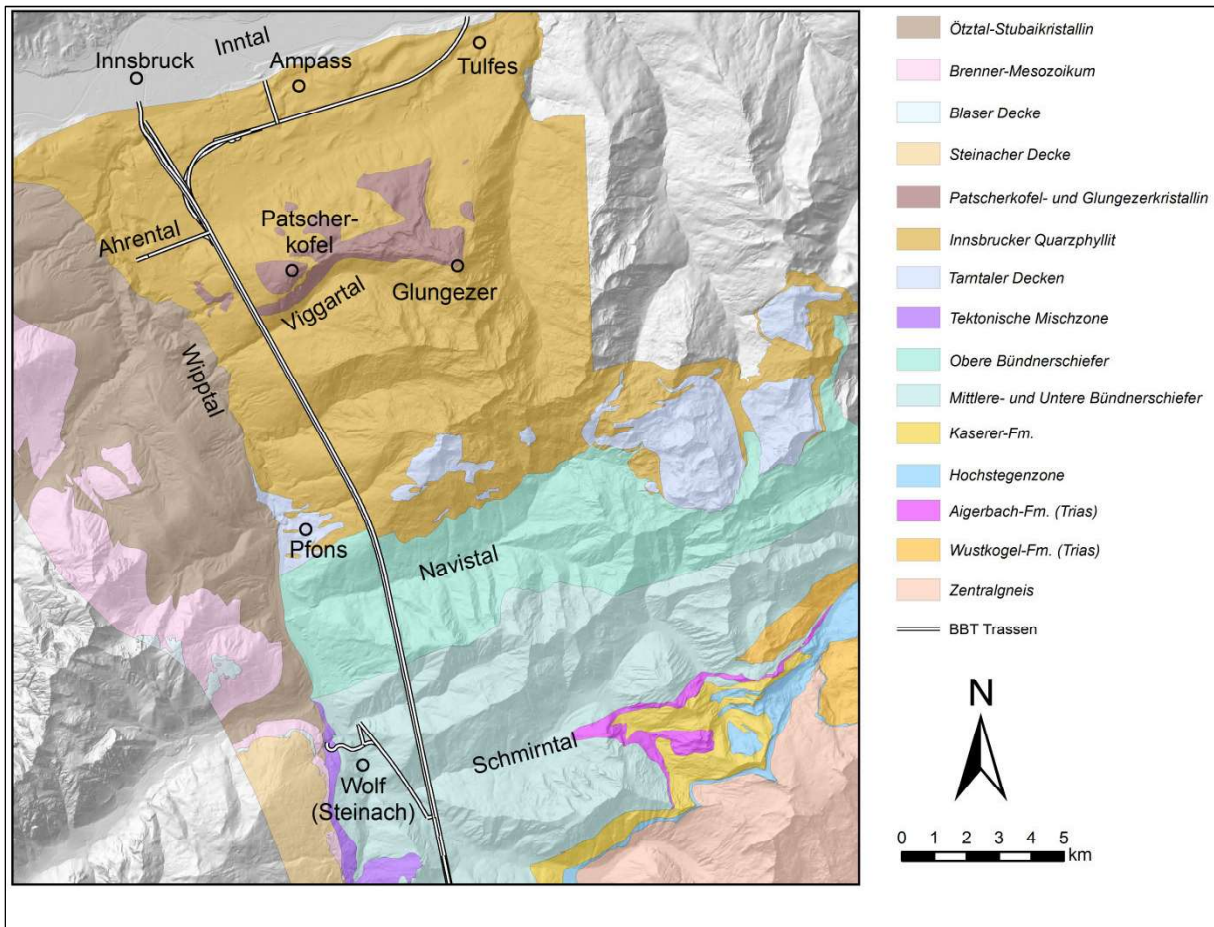 Inntal
Innsbruck
Ampass
Tulfes
Ahrental
Patscher-
kofel
Viggartal
Glungezer
Wipptal
Pfons
Navistal
Schmirntal
Wolf
(Steinach)
Ötztal-Stubaikristallin
Brenner-Mesozoikum
Blaser Decke
Steinacher Decke
Patscherkofel- und Glungezerkristallin
Innsbrucker Quarzphyllit
Tarntaler Decken
Tektonische Mischzone
Obere Bündnerschiefer
Mittlere- und Untere Bündnerschiefer
Kaserer-Fm.
Hochstegenzone
Aigerbach-Fm. (Trias)
Wustkogel-Fm. (Trias)
Zentralgneis
BBT Trassen
N
0 1 2 3 4 5
km